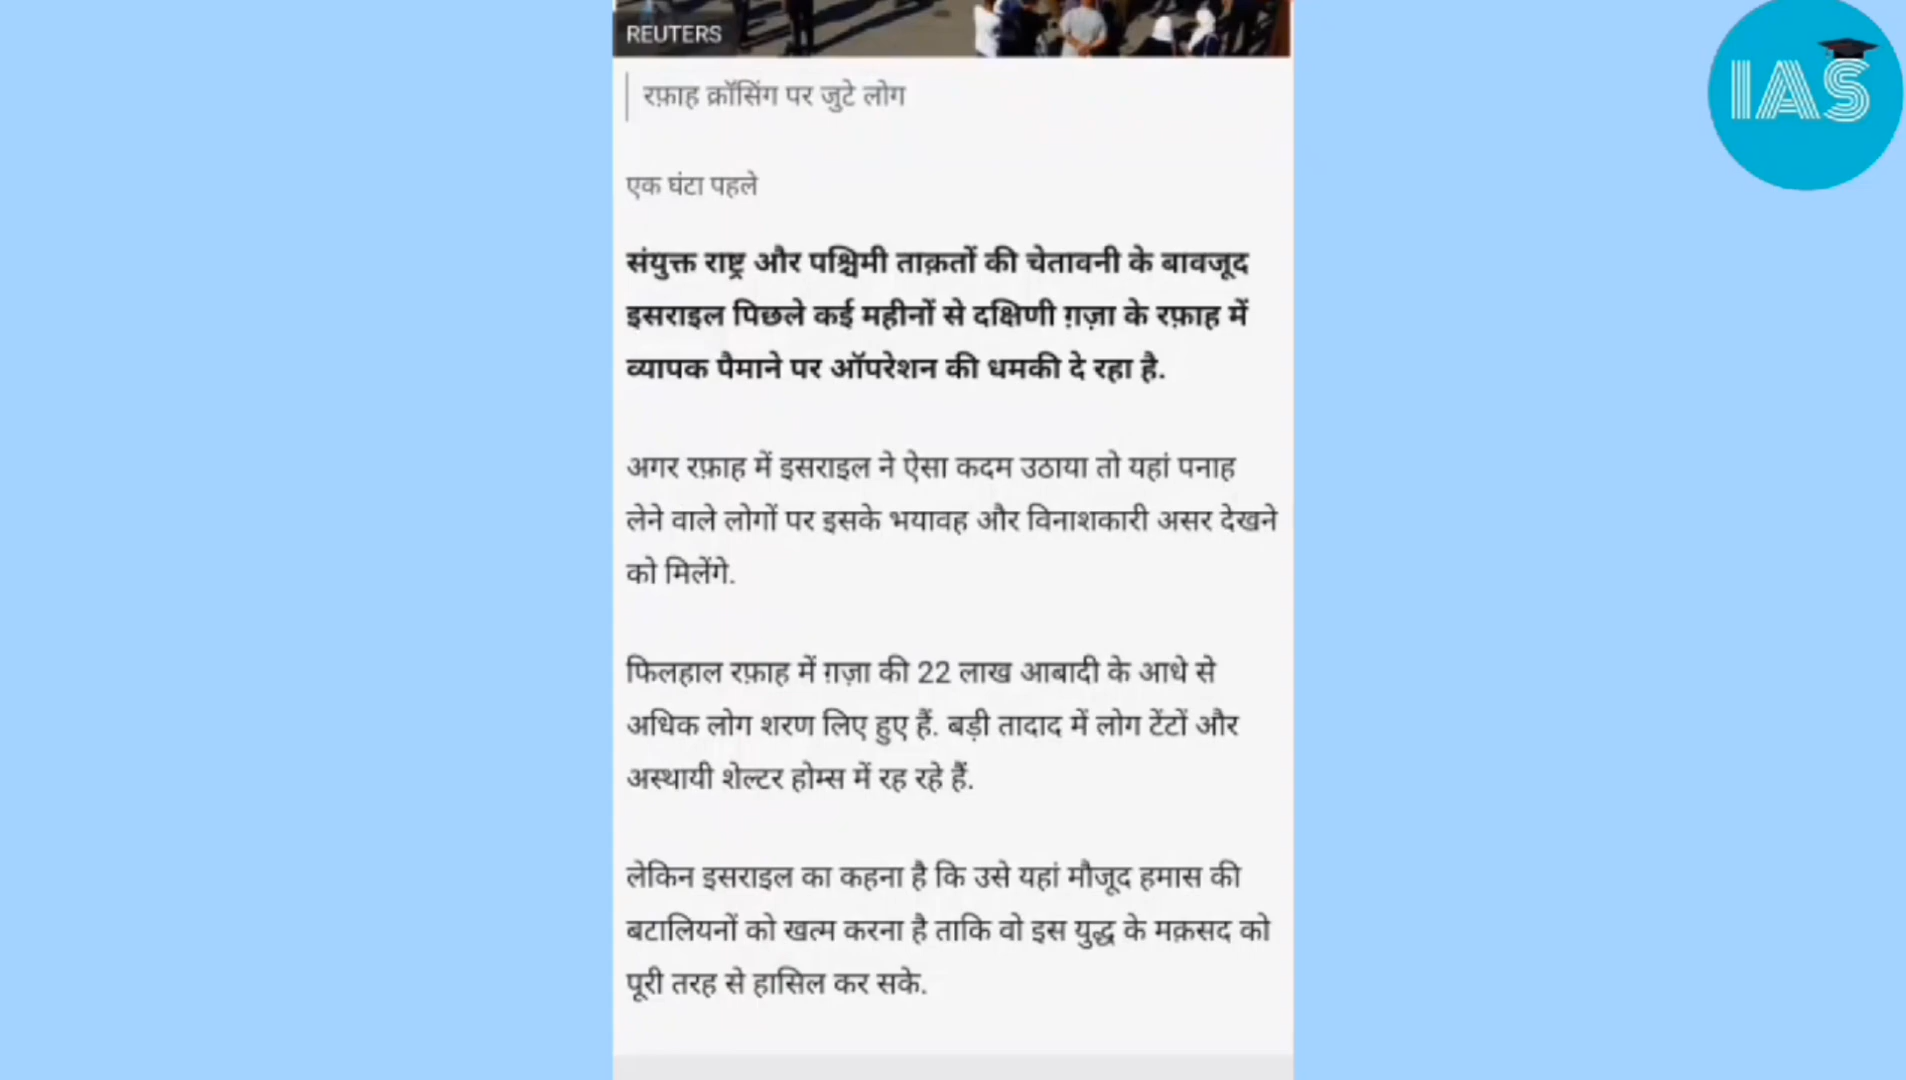 REUTERS
IAS
रफ़ाह क्रॉसिंग पर जुटे लोग
एक घंटा पहले
संयुक्त राष्ट्र और पश्चिमी ताक़तों की चेतावनी के बावजूद
इसराइल पिछले कई महीनों से दक्षिणी ग़ज़ा के रफ़ाह में
व्यापक पैमाने पर ऑपरेशन की धमकी दे रहा है.
अगर रफ़ाह में इसराइल ने ऐसा कदम उठाया तो यहां पनाह
लेने वाले लोगों पर इसके भयावह और विनाशकारी असर देखने
को मिलेंगे.
फिलहाल रफ़ाह में ग़ज़ा की 22 लाख आबादी के आधे से
अधिक लोग शरण लिए हुए हैं. बड़ी तादाद में लोग टेंटों और
अस्थायी शेल्टर होम्स में रह रहे हैं.
लेकिन इसराइल का कहना है कि उसे यहां मौजूद हमास की
बटालियनों को खत्म करना है ताकि वो इस युद्ध के मक़सद को
पूरी तरह से हासिल कर सके.